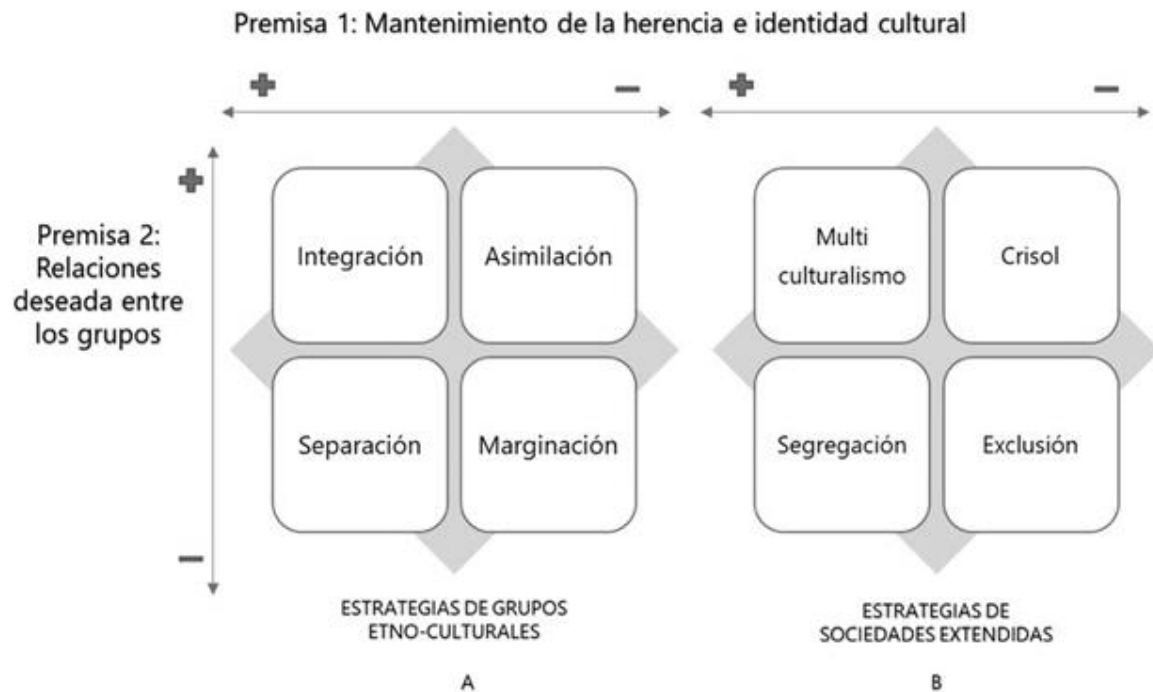 Premisa 1: Mantenimiento de la herencia e identidad cultural
Premisa 2:
Relaciones
deseada entre
los grupos
Integración
Asimilación
Separación
Marginación
ESTRATEGIAS DE GRUPOS
ETNO-CULTURALES
A
Multi
culturalismo
Crisol
Segregación
Exclusión
ESTRATEGIAS DE
SOCIEDADES EXTENDIDAS
B